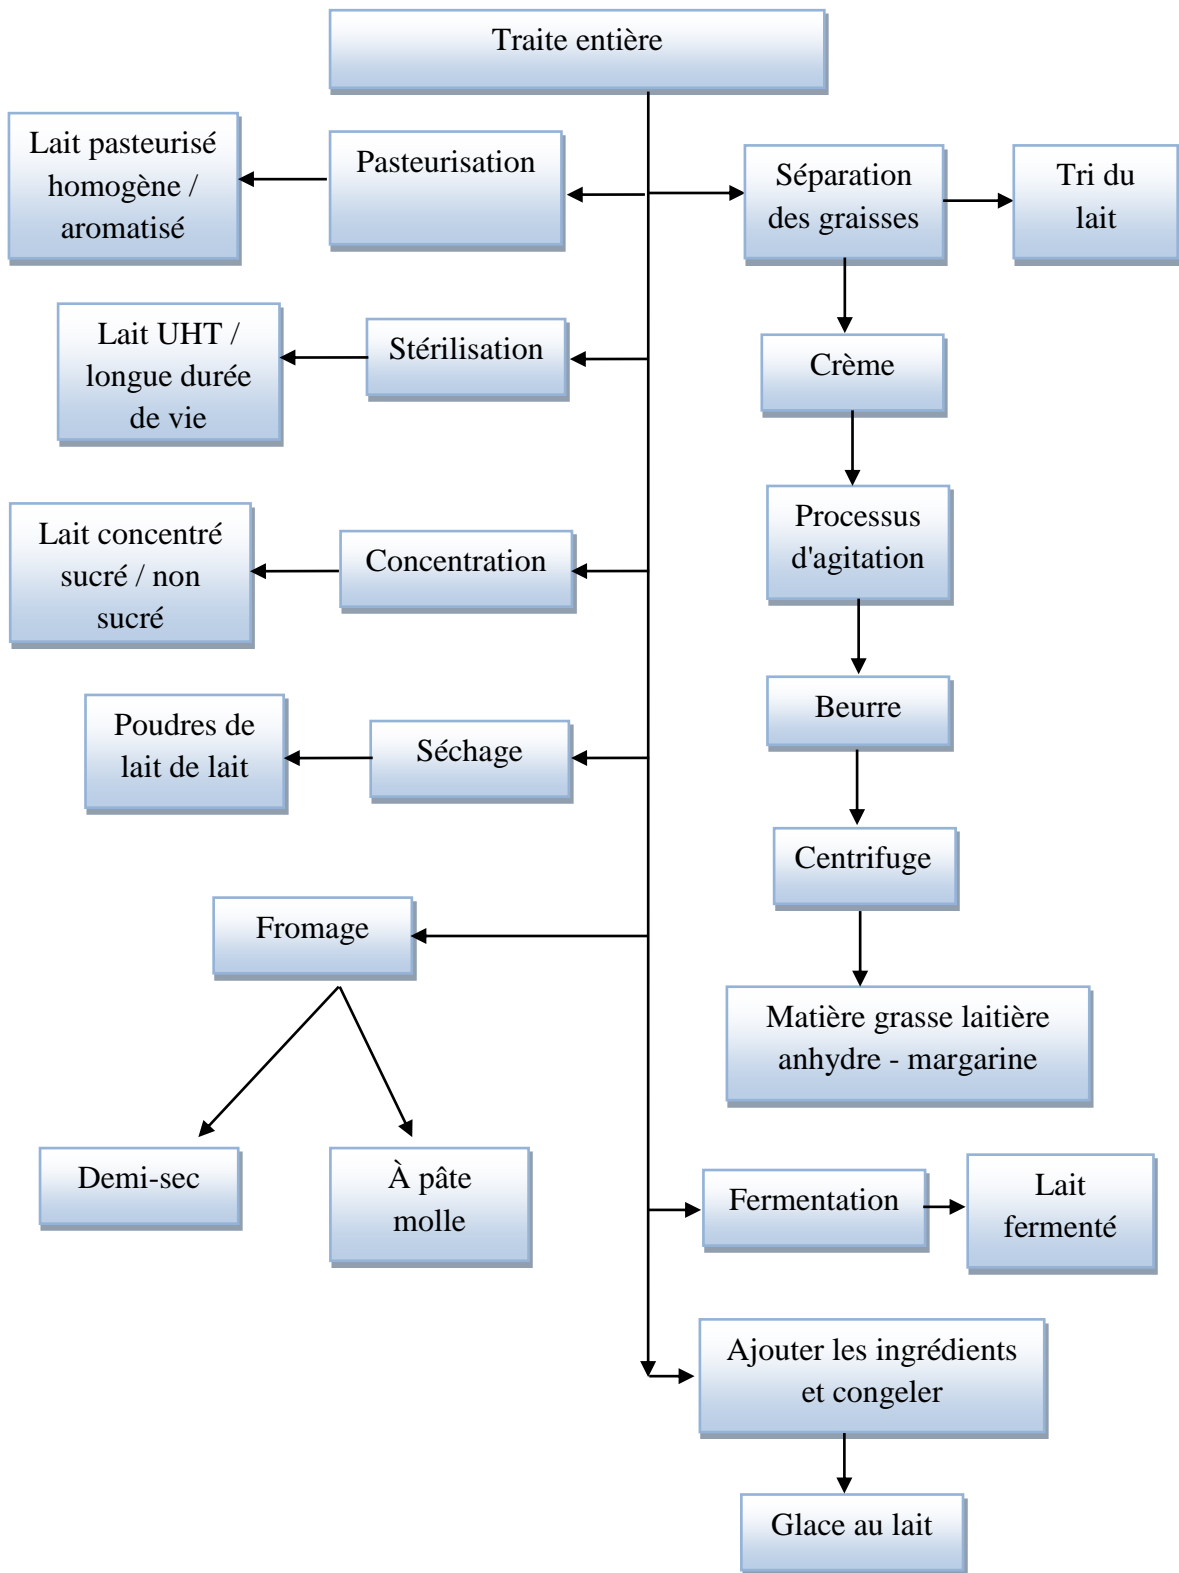 Traite entière
Lait pasteurisé
homogène /
aromatisé
Pasteurisation
Séparation
des graisses
Tri du
lait
Lait UHT /
longue durée
de vie
Stérilisation
Crème
Lait concentré
sucré / non
sucré
Concentration
Processus
d'agitation
Poudres de
lait de lait
Séchage
Beurre
Centrifuge
Fromage
Matière grasse laitière
anhydre - margarine
Demi-sec
À pâte
molle
Fermentation
Lait
fermenté
Ajouter les ingrédients
et congeler
Glace au lait